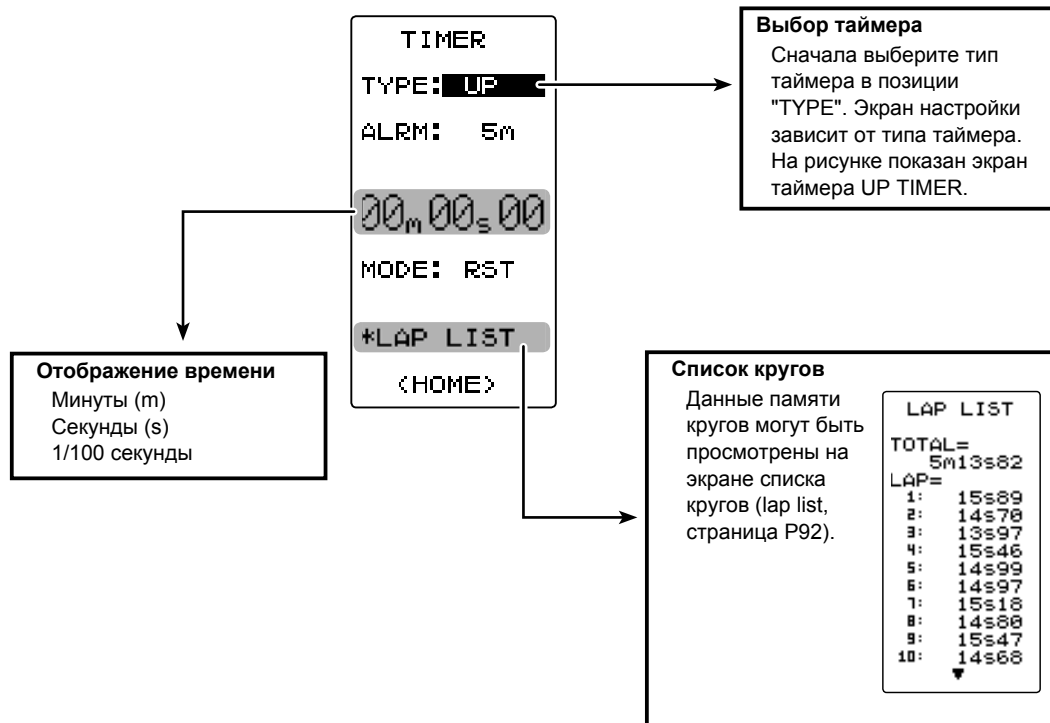 TIMER
TYPE: UP
ALRM: 5m
00m00s00
MODE: RST
*LAP LIST
<HOME>
Выбор таймера
Сначала выберите тип
таймера в позиции
"TYPE". Экран настройки
зависит от типа таймера.
На рисунке показан экран
таймера UP TIMER.
Отображение времени
Минуты (m)
Секунды (s)
1/100 секунды
Список кругов
Данные памяти
кругов могут быть
просмотрены на
экране списка
кругов (lap list,
страница P92).
LAP LIST
TOTAL=
5m13s82
LAP=
1: 15s89
2: 14s70
3: 13s97
4: 15s46
5: 14s99
6: 14s97
7: 15s18
8: 14s80
9: 15s47
10: 14s68
▼